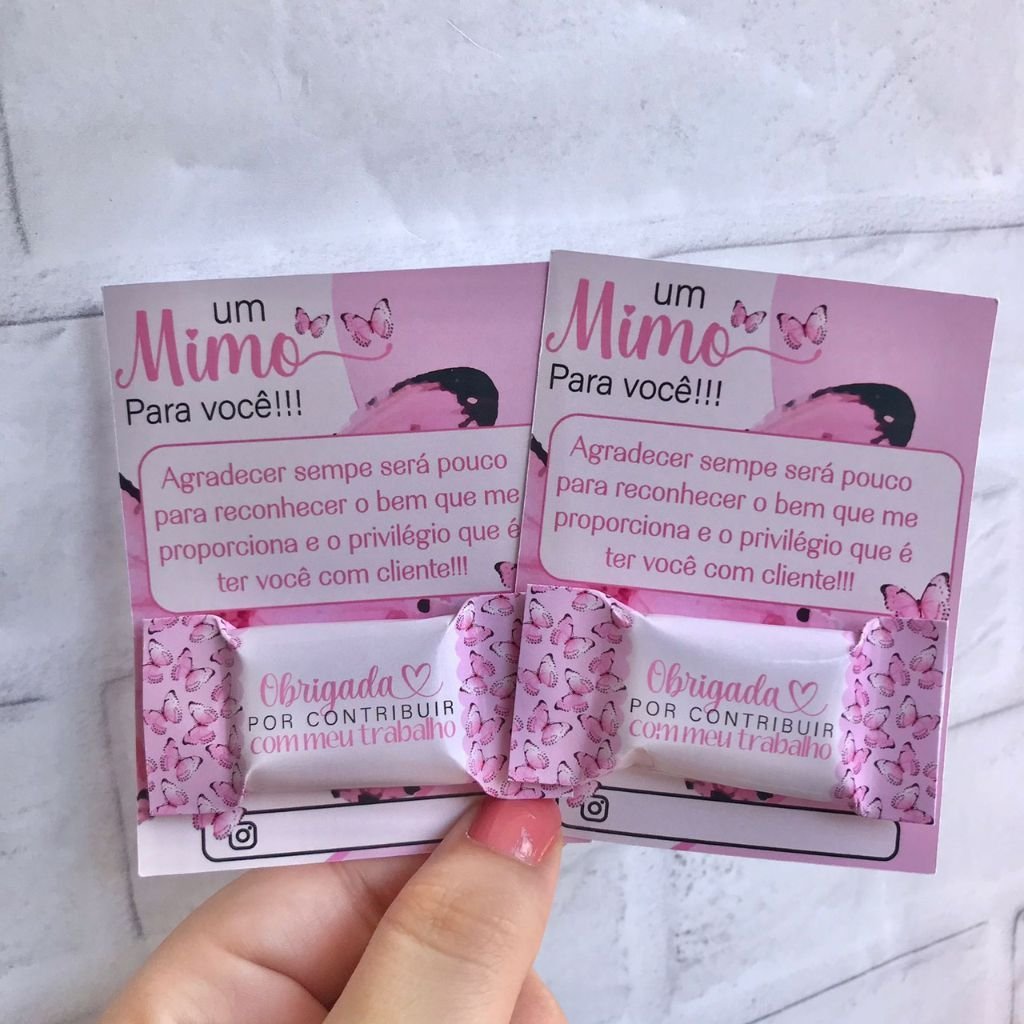 um
Mimo
Para você!!!
Agradecer sempe será pouco
para reconhecer o bem que me
proporciona e o privilégio que é
ter você com cliente!!!
Obrigada
POR CONTRIBUIR
com meu trabalho
um
Mimo
Para você!!!
Agradecer sempe será pouco
para reconhecer o bem que me
proporciona e o privilégio que é
ter você com cliente!!!
Obrigada
POR CONTRIBUIR
com meu trabalho